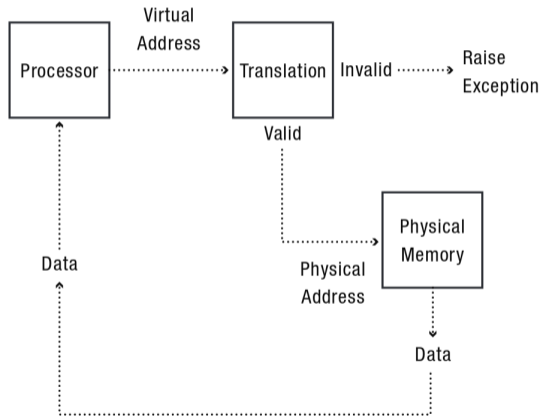 Virtual
Address
Processor
Translation
Invalid
Raise
Exception
Valid
Physical
Memory
Physical
Address
Data
Data